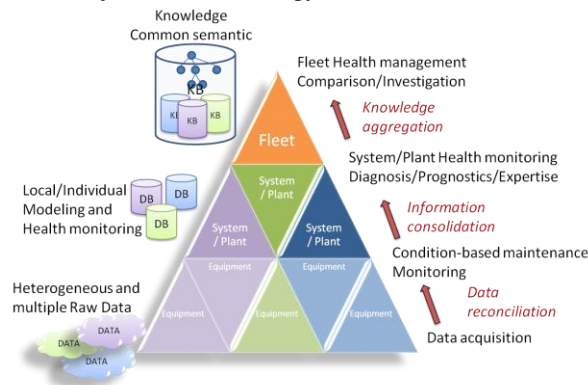 Knowledge
Common semantic
KB
KB
KB
KB
Fleet Health management
Comparison/Investigation
Knowledge
aggregation
Fleet
System/Plant Health monitoring
Diagnosis/Prognostics/Expertise
Local/Individual
Modeling and
Health monitoring
DB
DB
DB
System
/ Plant
System
/ Plant
System
/ Plant
Information
consolidation
Condition-based maintenance
Monitoring
Equipment
Equipment
Heterogeneous and
multiple Raw Data
DATA
DATA
DATA
Equipment
Equipment
Equipment
Data
reconciliation
Data acquisition